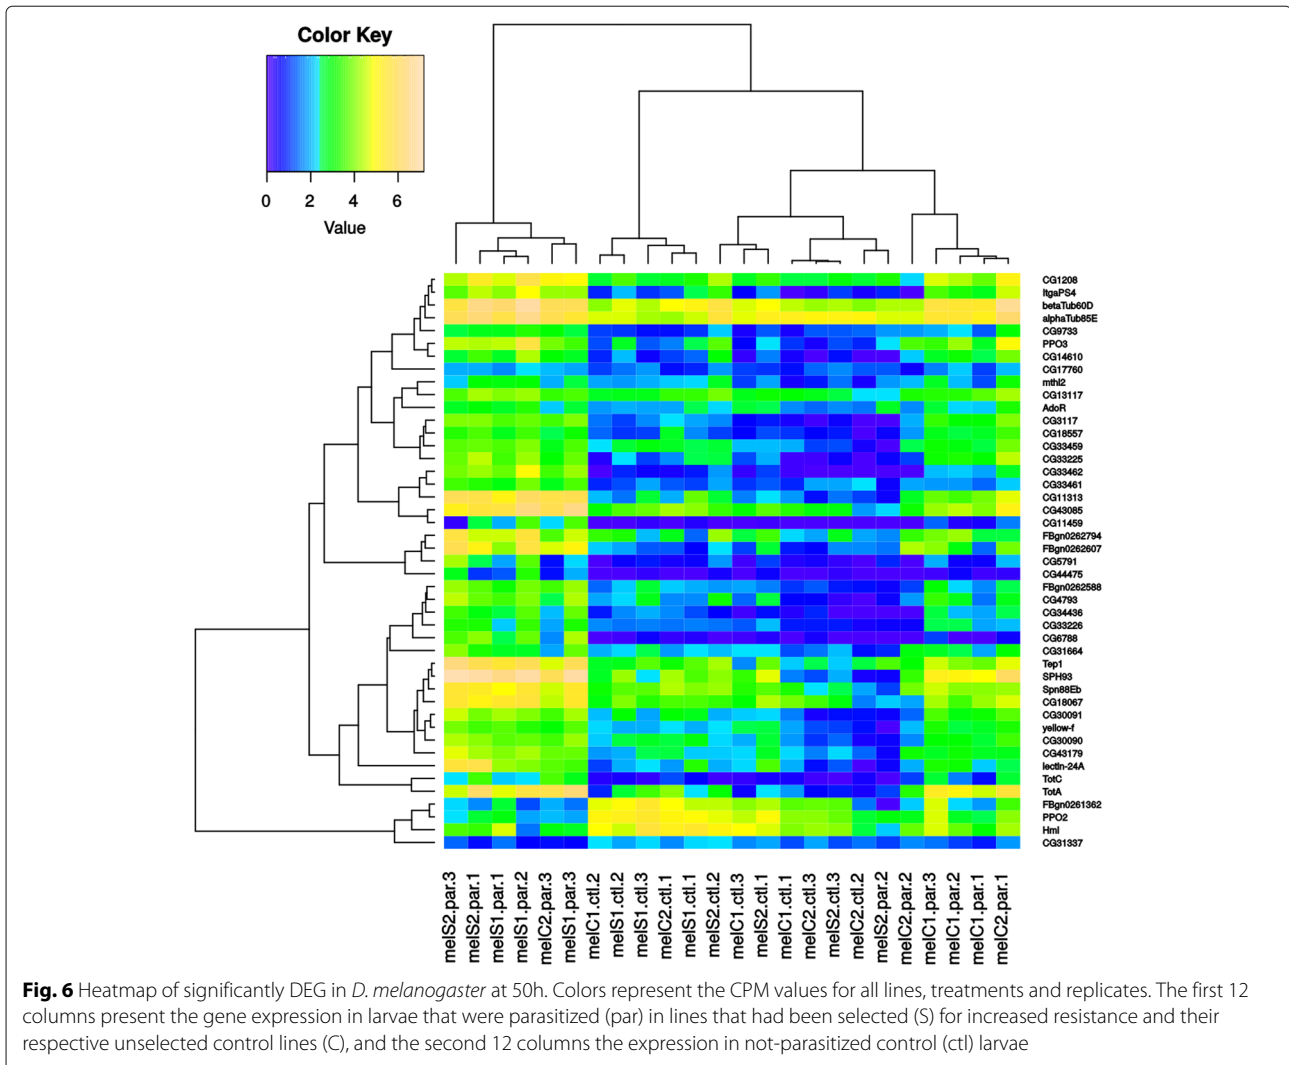 Color Key
0 2 4 6
Value
CG1208
ItgaPS4
betaTub60D
alphaTub85E
CG9733
PPO3
CG14610
CG17760
mthl2
CG13117
AdoR
CG3117
CG18557
CG33459
CG33225
CG33462
CG33461
CG11313
CG43085
CG11459
FBgn0262794
FBgn0262607
CG5791
CG44475
FBgn0262588
CG4793
CG34436
CG33226
CG6788
CG31664
Tep1
SPH93
Spn88Eb
CG18067
CG30091
yellow-f
CG30090
CG43179
lectin-24A
TotC
TotA
FBgn0261362
PPO2
Hml
CG31337
melS2.par.3
melS2.par.1
melS1.par.1
melS1.par.2
melC2.par.3
melS1.par.3
melC1.ctl.2
melS1.ctl.2
melS1.ctl.3
melC2.ctl.1
melS1.ctl.1
melS2.ctl.2
melC1.ctl.3
melS2.ctl.1
melC1.ctl.1
melC2.ctl.3
melS2.ctl.3
melC2.ctl.2
melS2.par.2
melC2.par.2
melC1.par.3
melC1.par.2
melC1.par.1
melC2.par.1
Fig. 6 Heatmap of significantly DEG in D. melanogaster at 50h. Colors represent the CPM values for all lines, treatments and replicates. The first 12
columns present the gene expression in larvae that were parasitized (par) in lines that had been selected (S) for increased resistance and their
respective unselected control lines (C), and the second 12 columns the expression in not-parasitized control (ctl) larvae